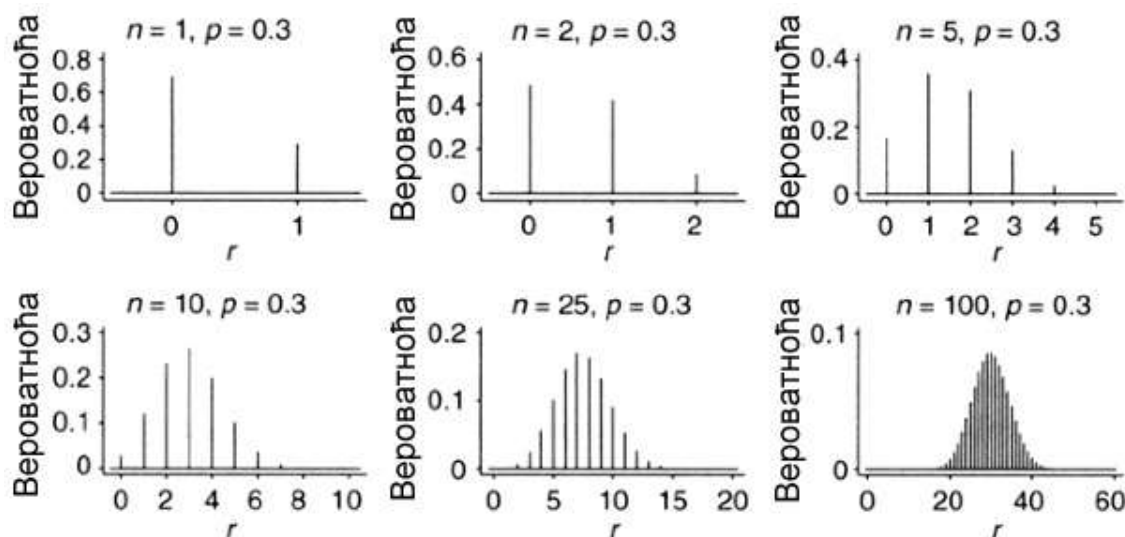 n = 1, p = 0.3
Вероватноћа
0.8
0.6
0.4
0.2
0
0 1
r
n = 2, p = 0.3
Вероватноћа
0.6
0.4
0.2
0
0 1 2
r
n = 5, p = 0.3
Вероватноћа
0.4
0.2
0
0 1 2 3 4 5
r
n = 10, p = 0.3
Вероватноћа
0.3
0.2
0.1
0
0 2 4 6 8 10
r
n = 25, p = 0.3
Вероватноћа
0.2
0.1
0
0 5 10 15 20
r
n = 100, p = 0.3
Вероватноћа
0.1
0
0 20 40 60
r